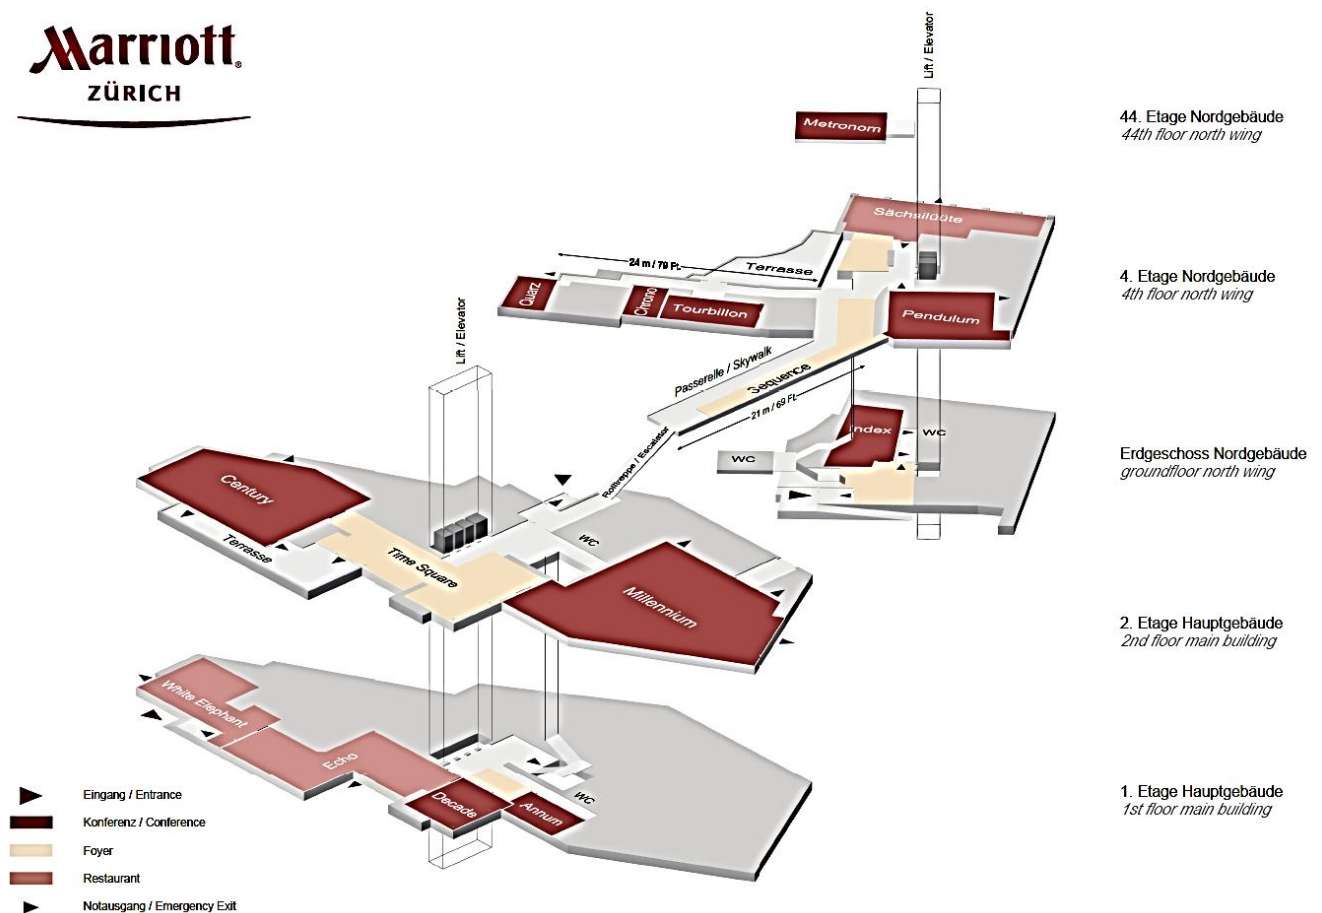 Marriott®
ZÜRICH
Lift / Elevator
Metronom
44. Etage Nordgebäude
44th floor north wing
Sächsilüüte
24 m / 79 Ft.
Terrasse
Quarz
Chrono
Tourbillon
Pendulum
4. Etage Nordgebäude
4th floor north wing
Lift / Elevator
Passerelle / Skywalk
Sequence
21 m / 69 Ft.
Index
WC
WC
Erdgeschoss Nordgebäude
groundfloor north wing
Rolltreppe / Escalator
Century
Terrasse
Time Square
WC
Millennium
2. Etage Hauptgebäude
2nd floor main building
White Elephant
Echo
Decade
Annum
WC
1. Etage Hauptgebäude
1st floor main building
Eingang / Entrance
Konferenz / Conference
Foyer
Restaurant
Notausgang / Emergency Exit